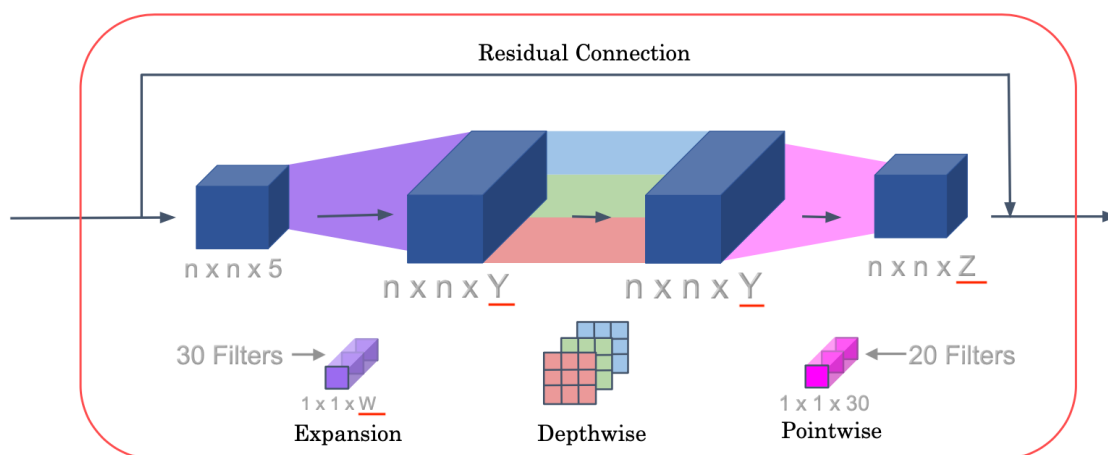 Residual Connection
n x n x 5
n x n x Y
n x n x Y
n x n x Z
30 Filters
20 Filters
1 x 1 x W
1 x 1 x 30
Expansion
Depthwise
Pointwise